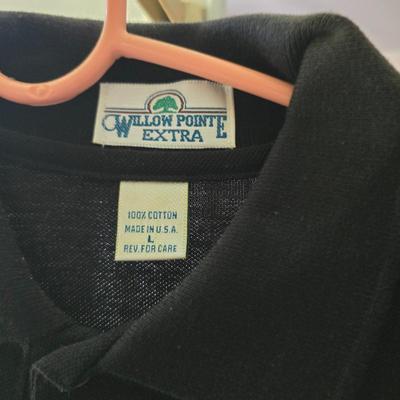 WILLOW POINTE
EXTRA
100% COTTON
MADE IN U.S.A.
L
REV. FOR CARE